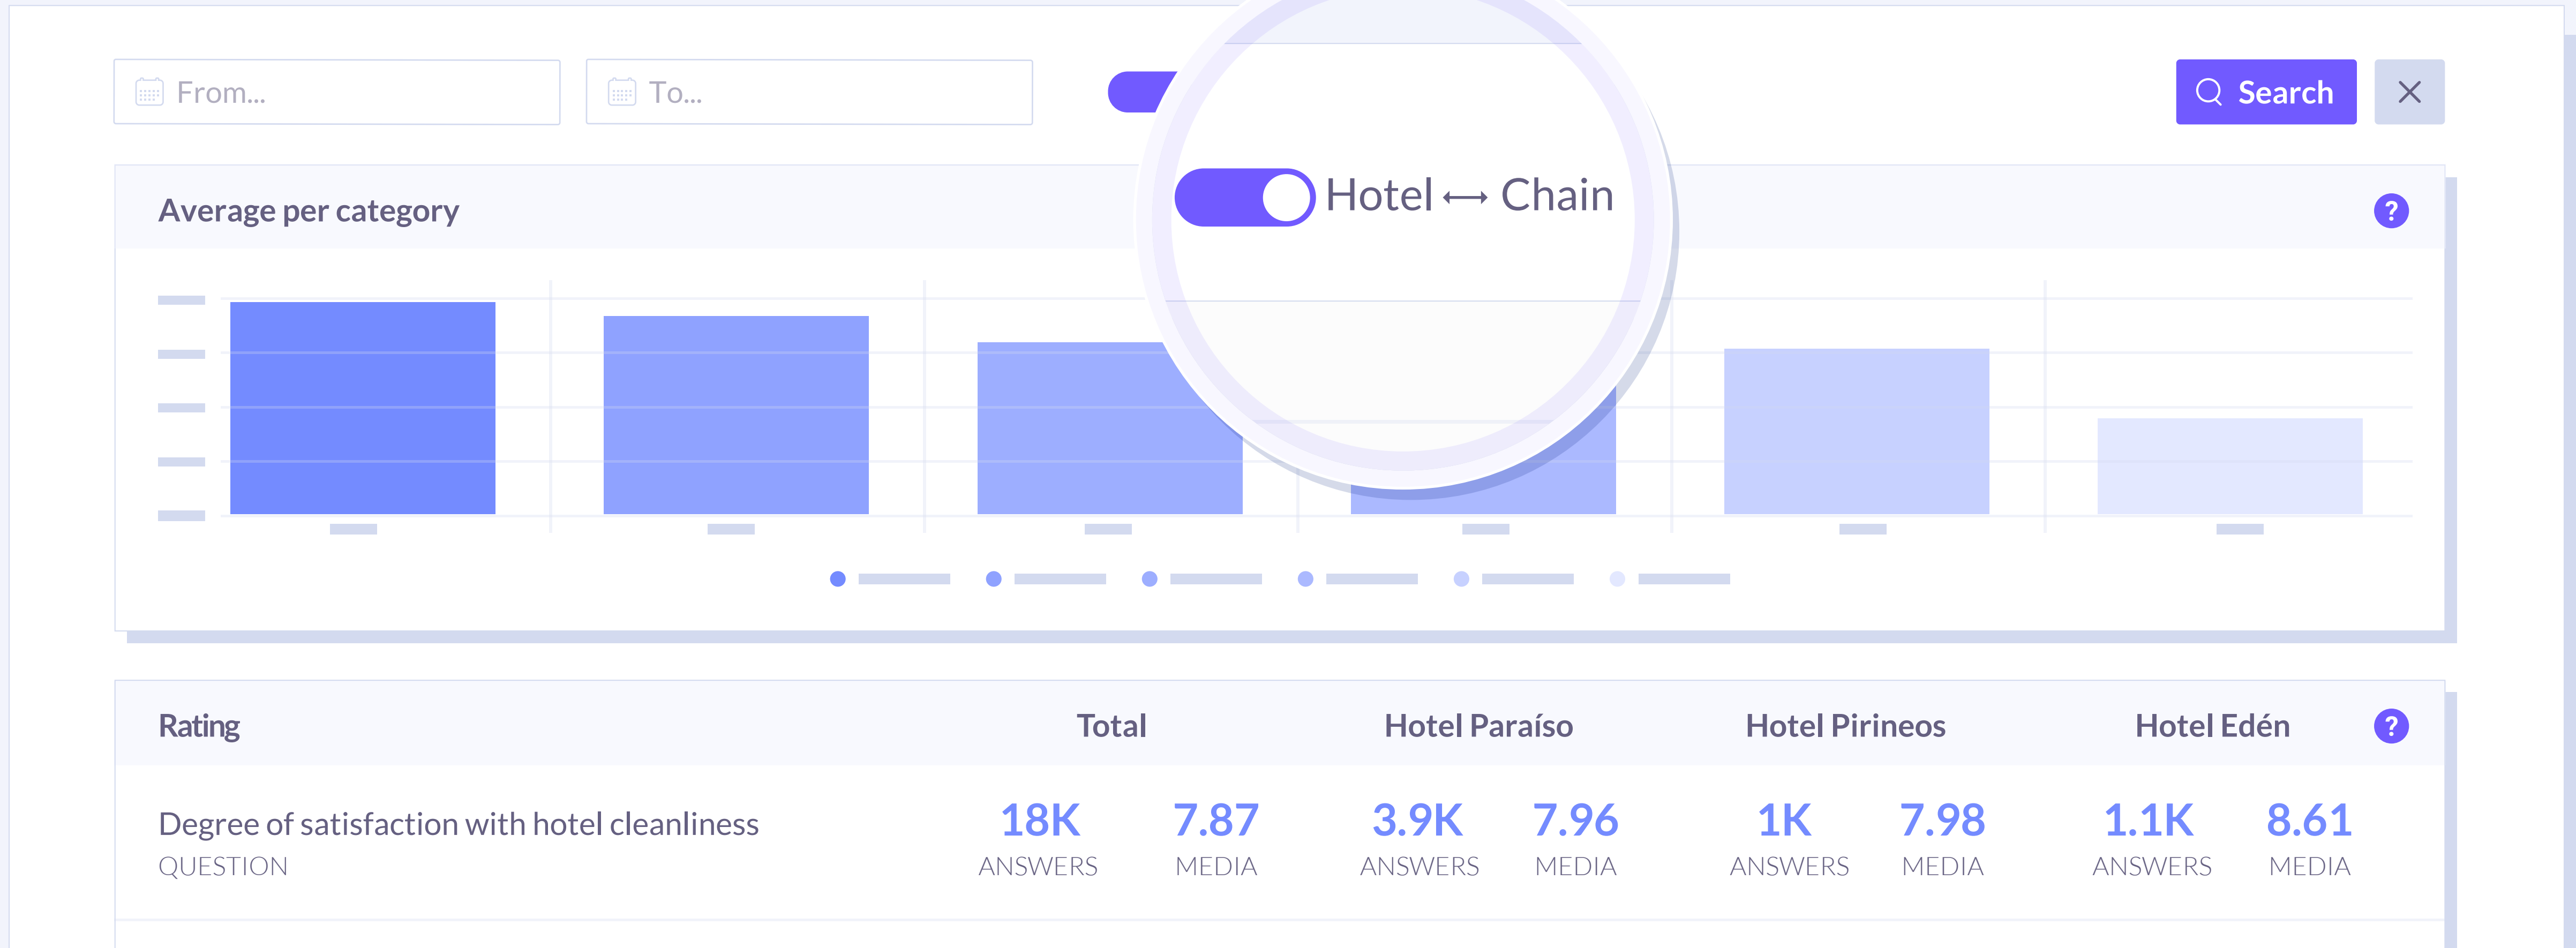 From...
To...
Hotel ↔ Chain
Search
Average per category
?
Rating
Total
Hotel Paraíso
Hotel Pirineos
Hotel Edén
?
Degree of satisfaction with hotel cleanliness
18K
7.87
3.9K
7.96
1K
7.98
1.1K
8.61
QUESTION
ANSWERS
MEDIA
ANSWERS
MEDIA
ANSWERS
MEDIA
ANSWERS
MEDIA